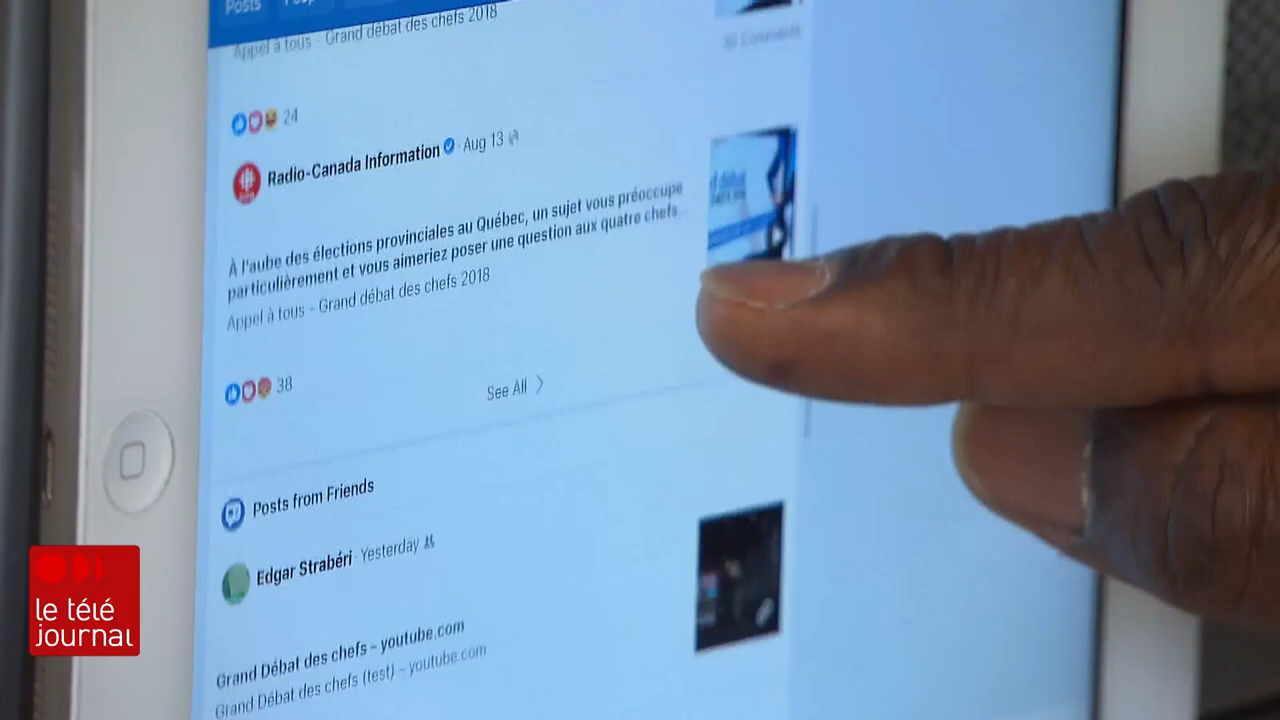 Posts
Appel à tous - Grand débat des chefs 2018
Comments
24
Radio-Canada Information · Aug 13
À l'aube des élections provinciales au Québec, un sujet vous préoccupe
particulièrement et vous aimeriez poser une question aux quatre chefs...
Appel à tous - Grand débat des chefs 2018
38
See All
Posts from Friends
Edgar Strabéri · Yesterday
Grand Débat des chefs – youtube.com
Grand Débat des chefs (test) – youtube.com
le télé
journal